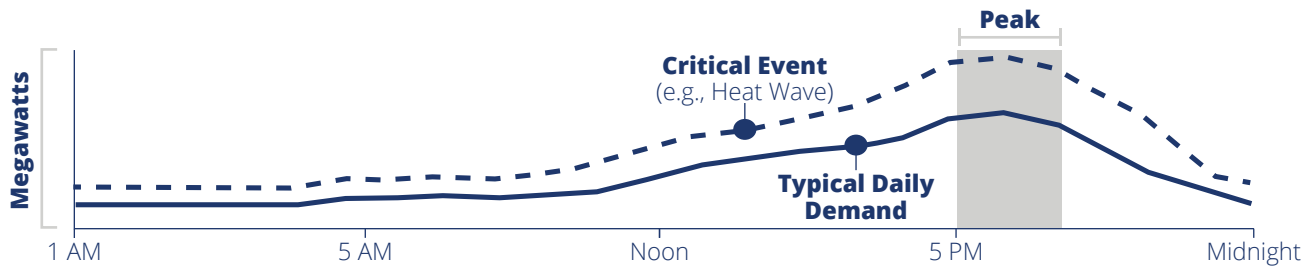 Peak
Critical Event
(e.g., Heat Wave)
Megawatts
Typical Daily
Demand
1 AM
5 AM
Noon
5 PM
Midnight